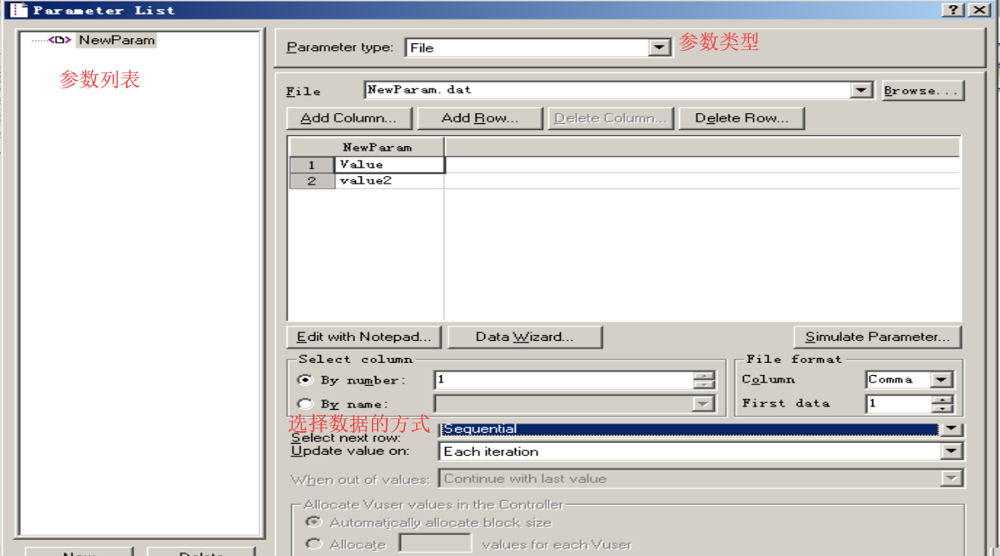 Parameter List
NewParam
参数列表
Parameter type: File
参数类型
File NewParam.dat Browse...
Add Column... Add Row... Delete Column... Delete Row...
NewParam
1 Value
2 value2
Edit with Notepad... Data Wizard... Simulate Parameter...
Select column
By number: 1
By name:
File format
Column Comma
First data 1
选择数据的方式
Select next row: Sequential
Update value on: Each iteration
When out of values: Continue with last value
Allocate Vuser values in the Controller
Automatically allocate block size
Allocate values for each Vuser
New Delete